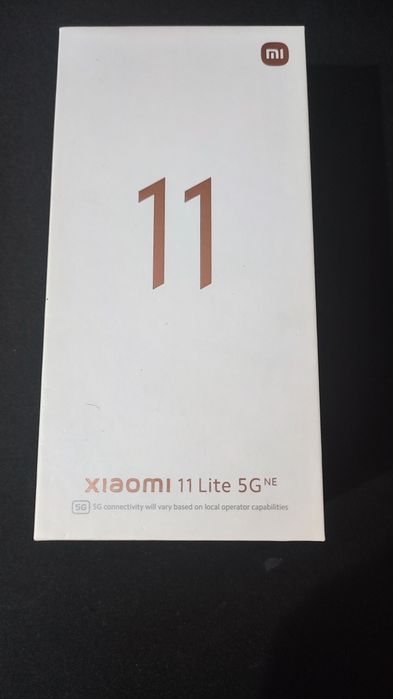 mi
11
xiaomi 11 Lite 5G NE
5G 5G connectivity will vary based on local operator capabilities